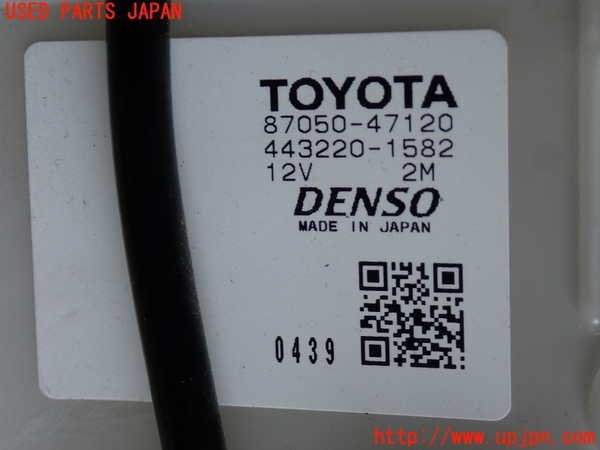 USED PARTS JAPAN
TOYOTA
87050-47120
443220-1582
12V 2M
DENSO
MADE IN JAPAN
0439
http://www.upjpn.com/